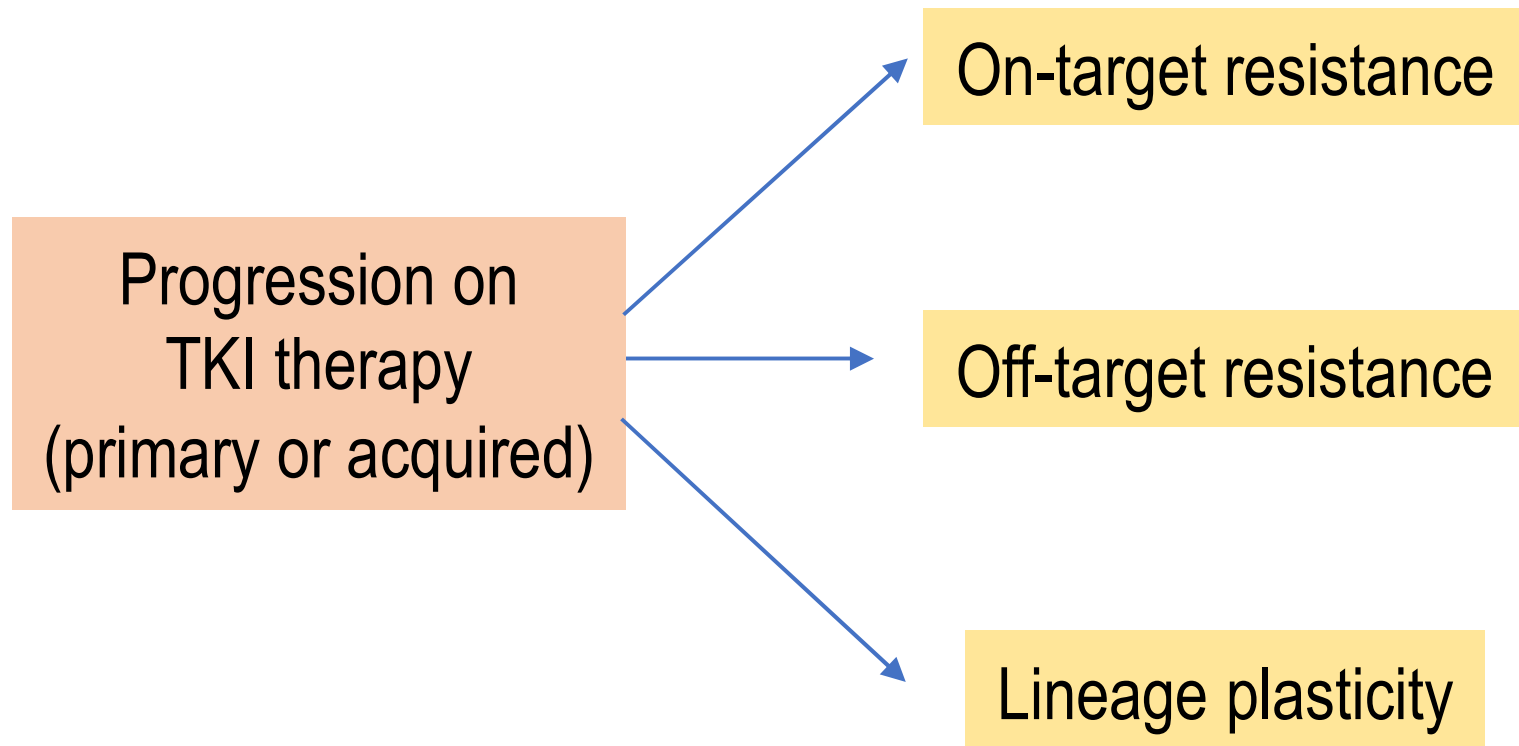 On-target resistance
Progression on
TKI therapy
(primary or acquired)
Off-target resistance
Lineage plasticity